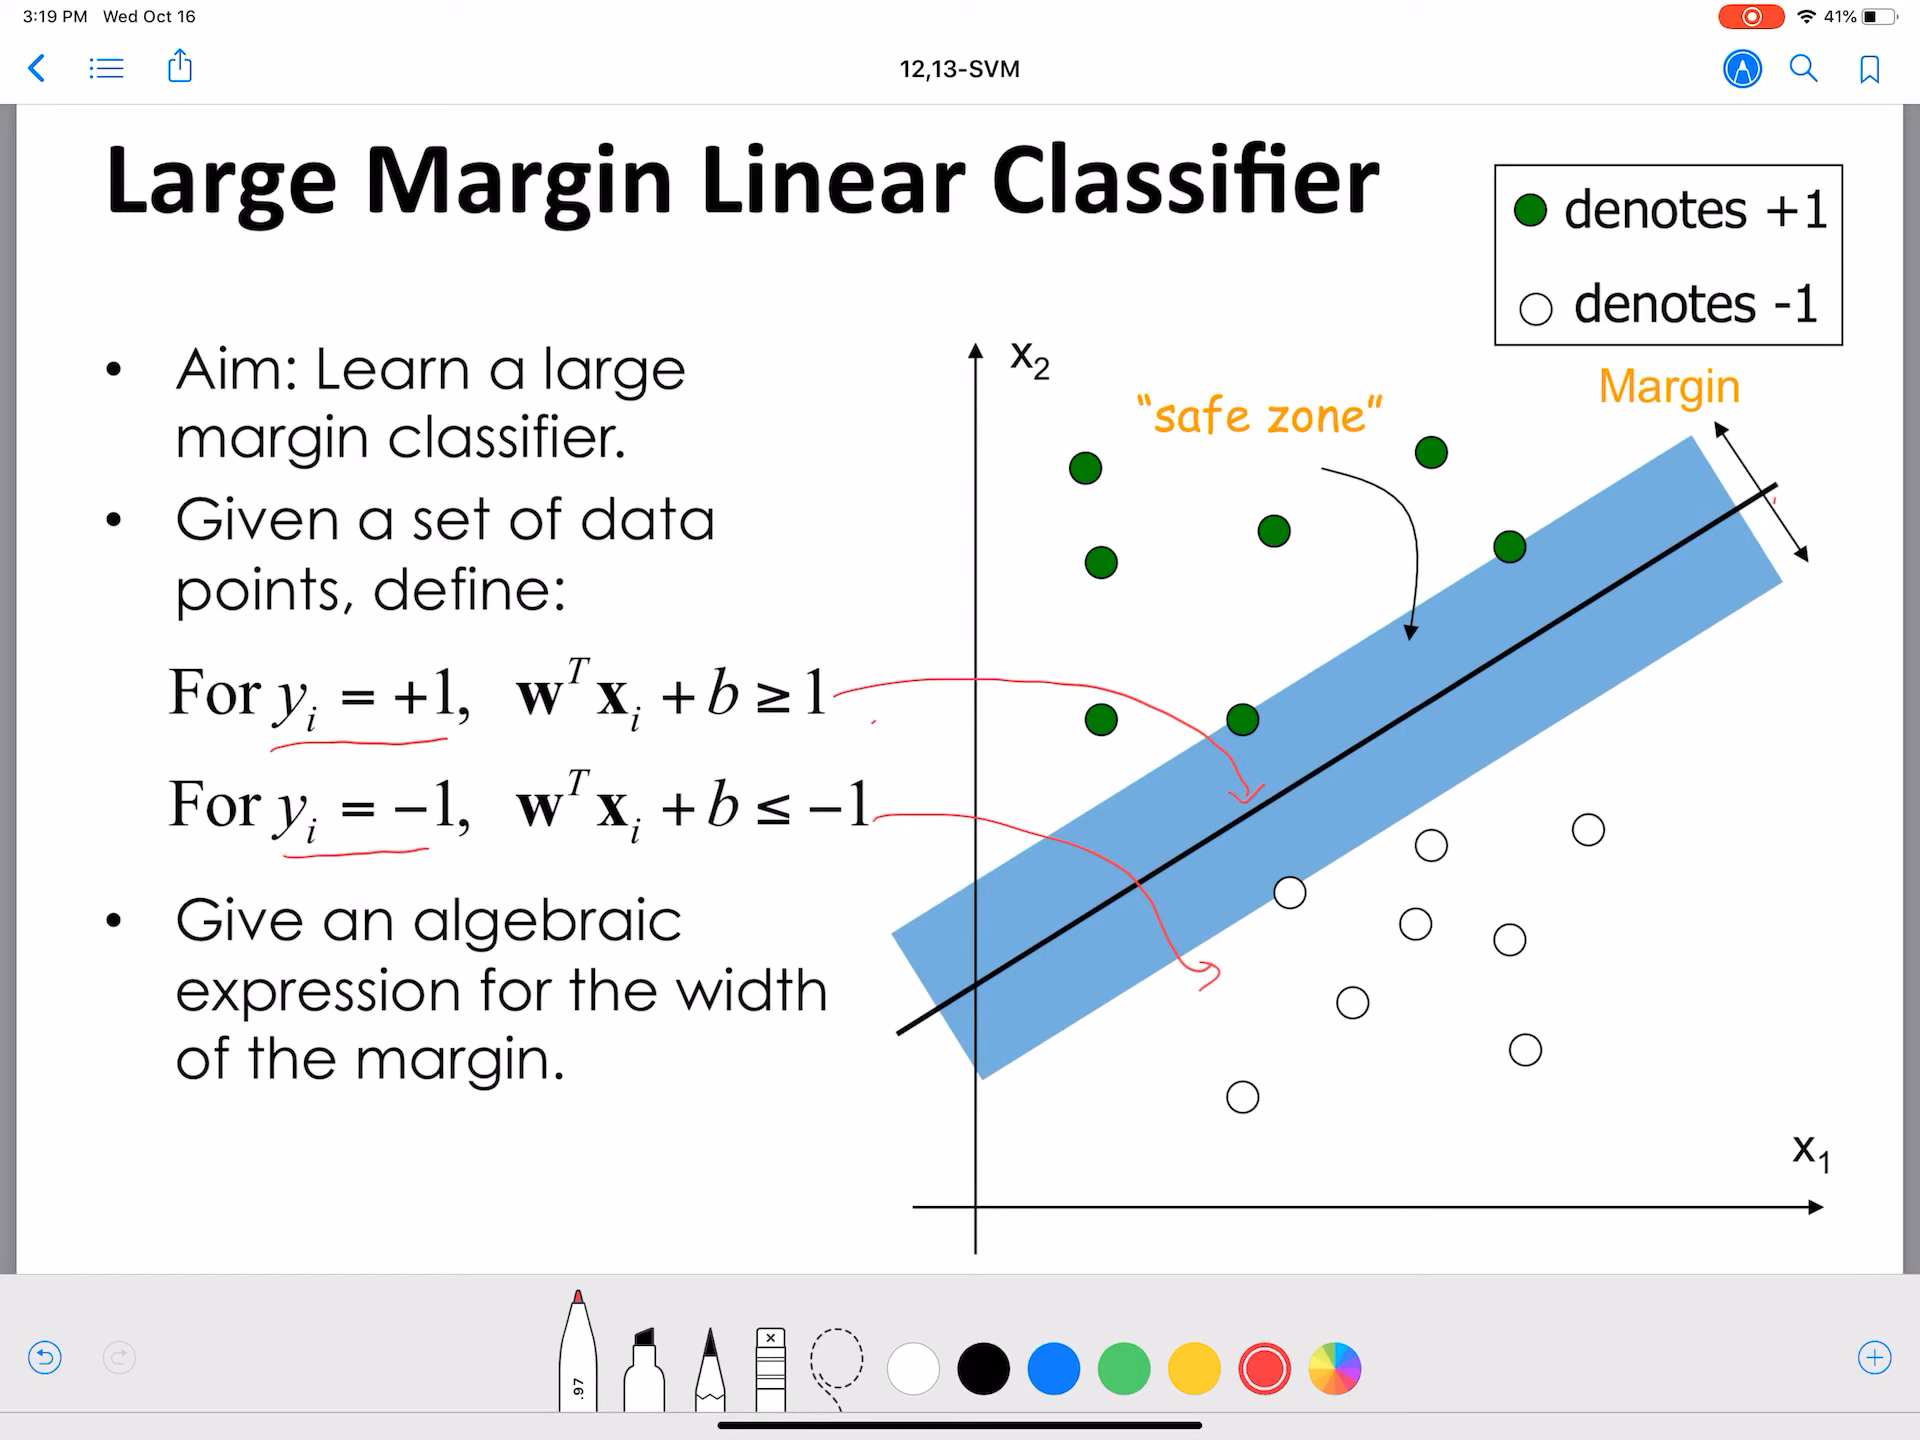 3:19 PM Wed Oct 16
41%
12,13-SVM
Large Margin Linear Classifier
denotes +1
denotes -1
• Aim: Learn a large
margin classifier.
• Given a set of data
points, define:
For yᵢ = +1, wᵀxᵢ + b ≥ 1
For yᵢ = −1, wᵀxᵢ + b ≤ −1
• Give an algebraic
expression for the width
of the margin.
x₂
"safe zone"
Margin
x₁
.97